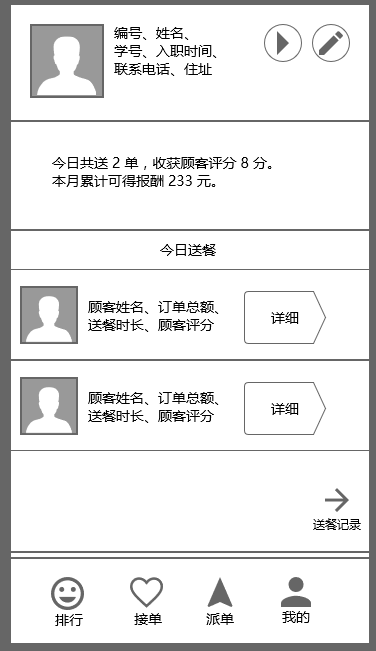 编号、姓名、
学号、入职时间、
联系电话、住址
今日共送 2 单，收获顾客评分 8 分。
本月累计可得报酬 233 元。
今日送餐
顾客姓名、订单总额、
送餐时长、顾客评分
详细
顾客姓名、订单总额、
送餐时长、顾客评分
详细
送餐记录
排行
接单
派单
我的